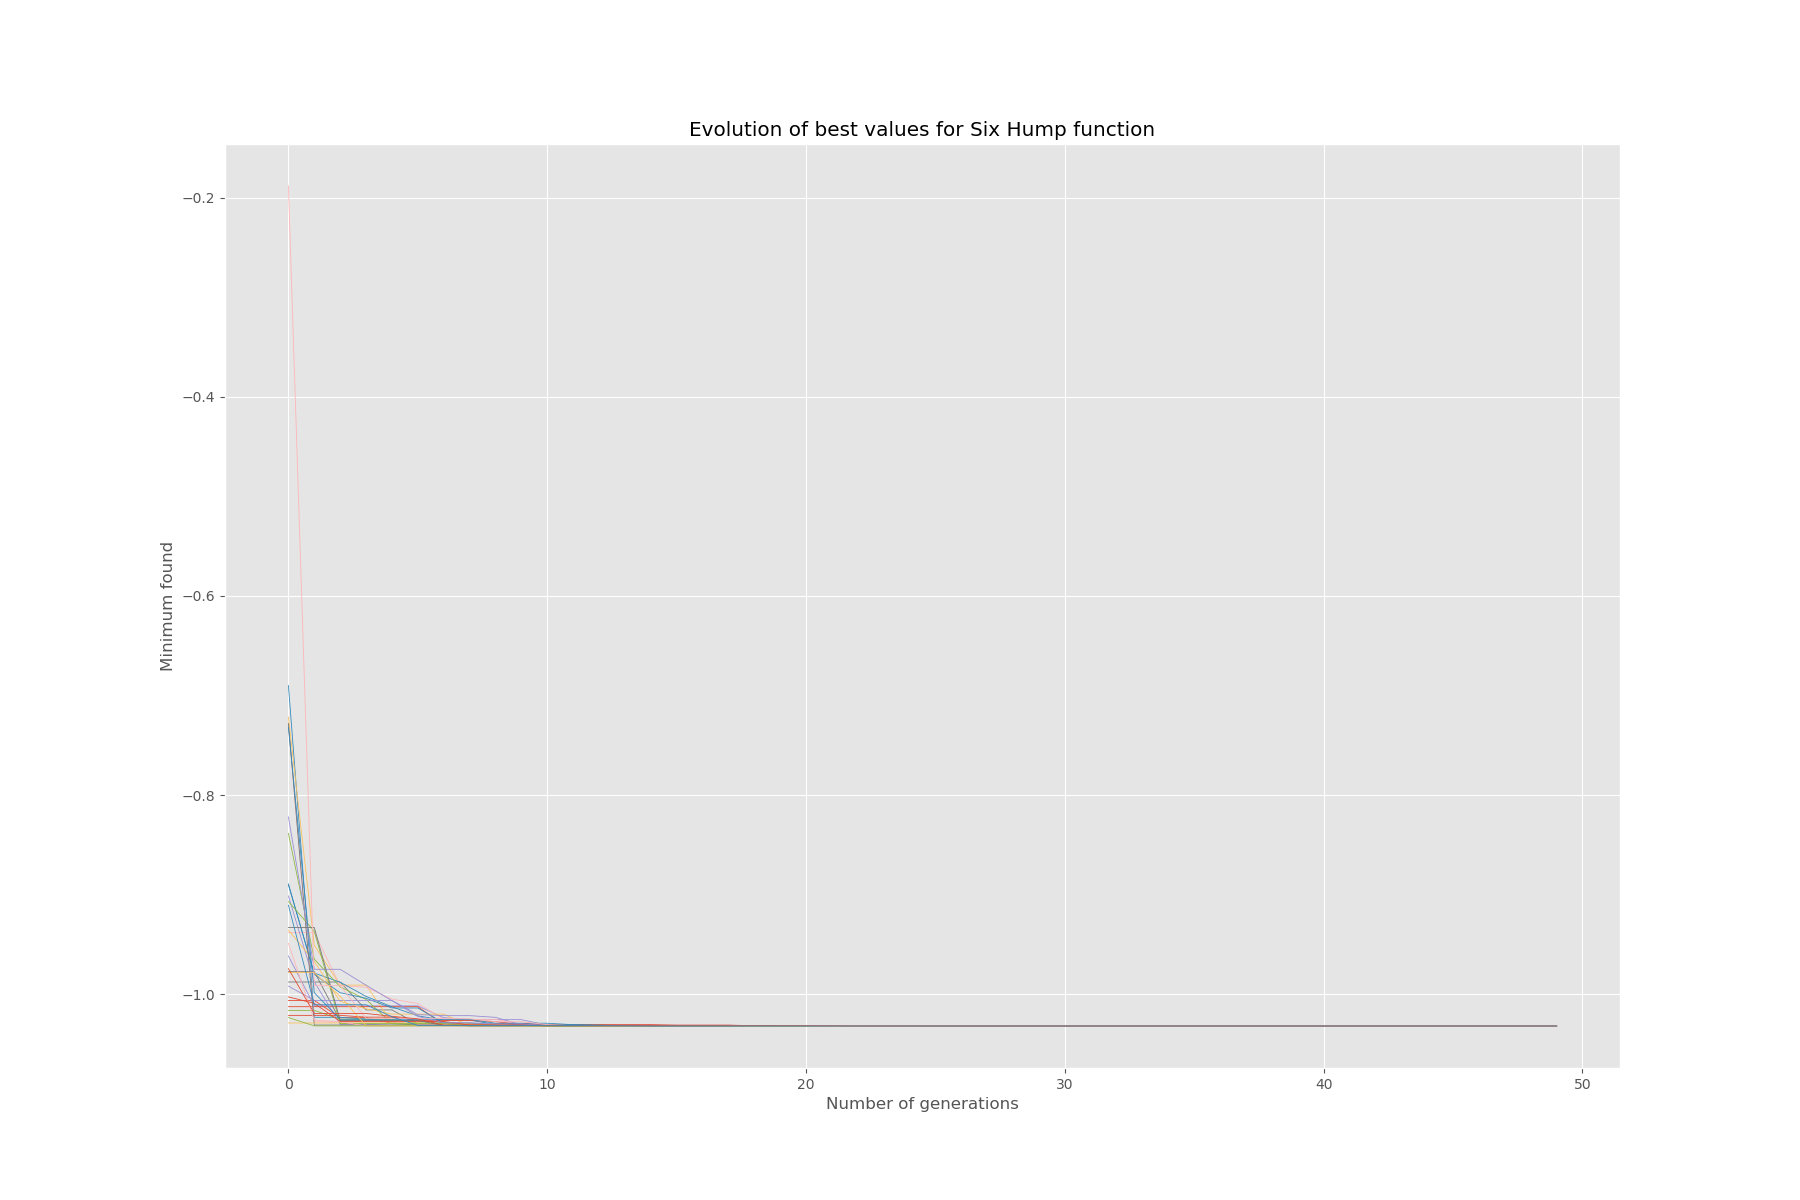 Evolution of best values for Six Hump function
−0.2
−0.4
−0.6
−0.8
−1.0
Minimum found
0 10 20 30 40 50
Number of generations